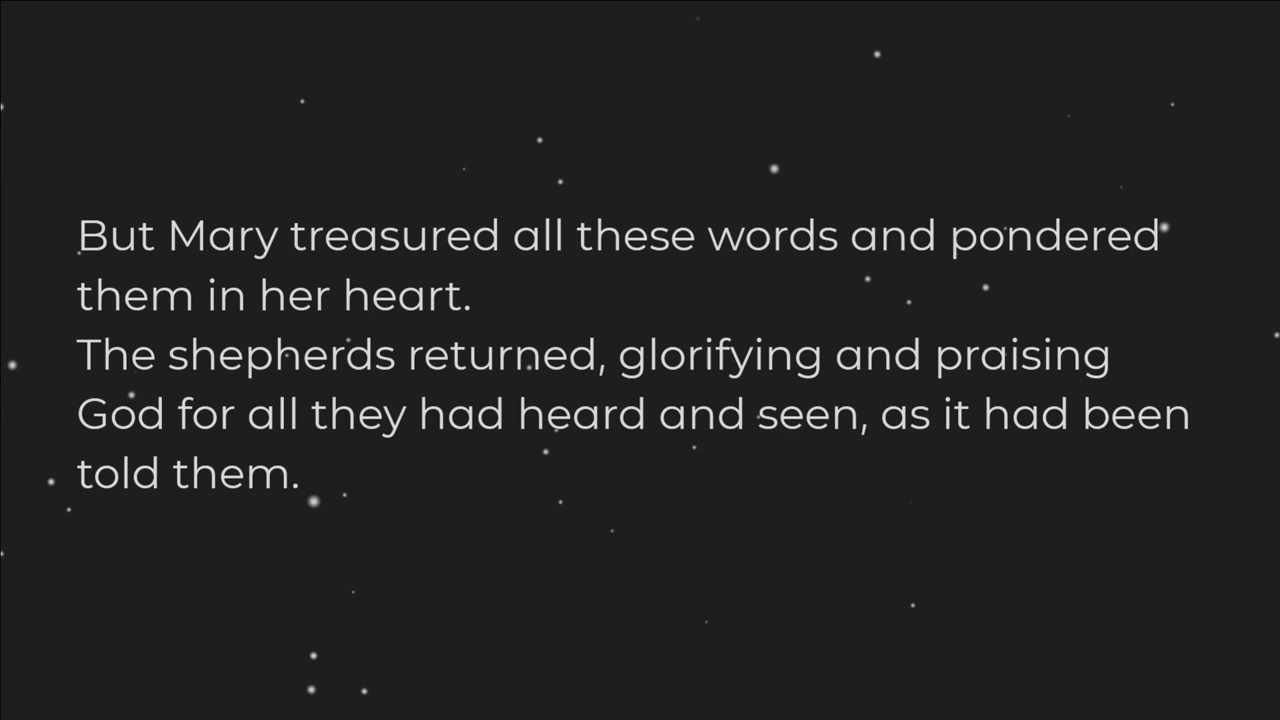 But Mary treasured all these words and pondered
them in her heart.
The shepherds returned, glorifying and praising
God for all they had heard and seen, as it had been
told them.